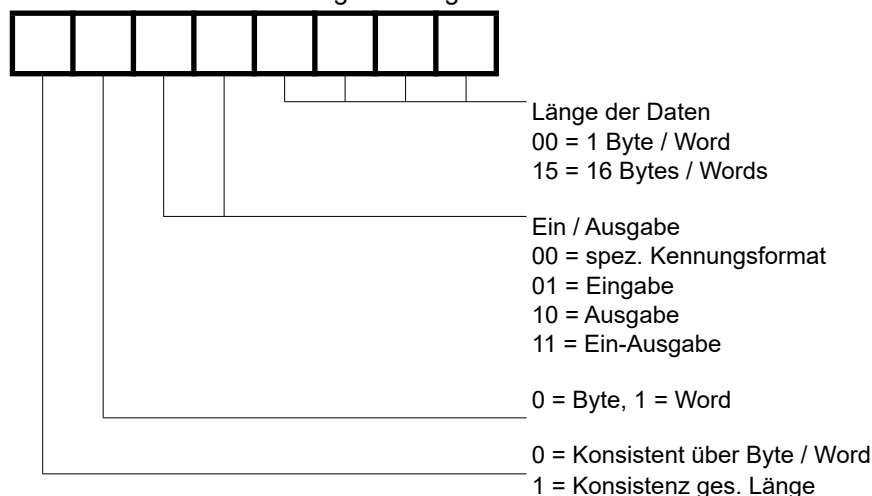 Länge der Daten
00 = 1 Byte / Word
15 = 16 Bytes / Words
Ein / Ausgabe
00 = spez. Kennungsformat
01 = Eingabe
10 = Ausgabe
11 = Ein-Ausgabe
0 = Byte, 1 = Word
0 = Konsistent über Byte / Word
1 = Konsistenz ges. Länge